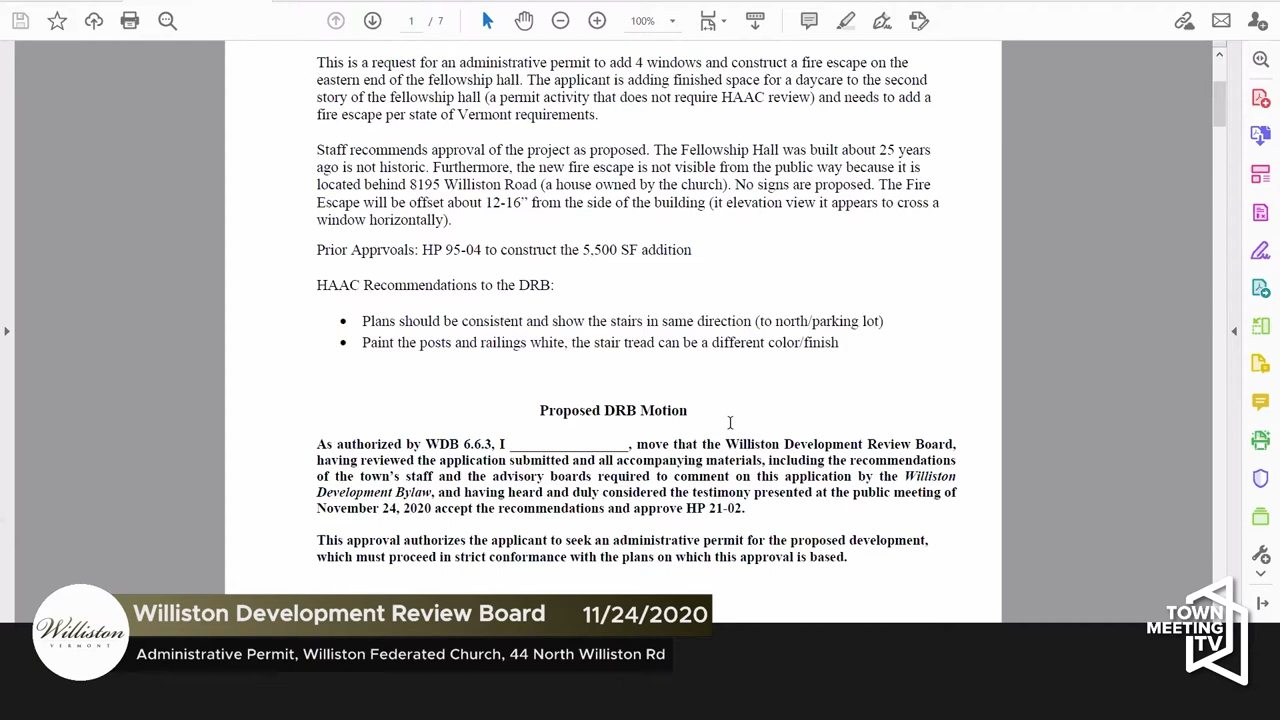 1 / 7
100%
This is a request for an administrative permit to add 4 windows and construct a fire escape on the
eastern end of the fellowship hall. The applicant is adding finished space for a daycare to the second
story of the fellowship hall (a permit activity that does not require HAAC review) and needs to add a
fire escape per state of Vermont requirements.
Staff recommends approval of the project as proposed. The Fellowship Hall was built about 25 years
ago is not historic. Furthermore, the new fire escape is not visible from the public way because it is
located behind 8195 Williston Road (a house owned by the church). No signs are proposed. The Fire
Escape will be offset about 12-16” from the side of the building (it elevation view it appears to cross a
window horizontally).
Prior Apprvoals: HP 95-04 to construct the 5,500 SF addition
HAAC Recommendations to the DRB:
• Plans should be consistent and show the stairs in same direction (to north/parking lot)
• Paint the posts and railings white, the stair tread can be a different color/finish
Proposed DRB Motion
As authorized by WDB 6.6.3, I ________________, move that the Williston Development Review Board,
having reviewed the application submitted and all accompanying materials, including the recommendations
of the town’s staff and the advisory boards required to comment on this application by the Williston
Development Bylaw, and having heard and duly considered the testimony presented at the public meeting of
November 24, 2020 accept the recommendations and approve HP 21-02.
This approval authorizes the applicant to seek an administrative permit for the proposed development,
which must proceed in strict conformance with the plans on which this approval is based.
Williston Development Review Board 11/24/2020
Administrative Permit, Williston Federated Church, 44 North Williston Rd
Williston
VERMONT
TOWN
MEETING
TV